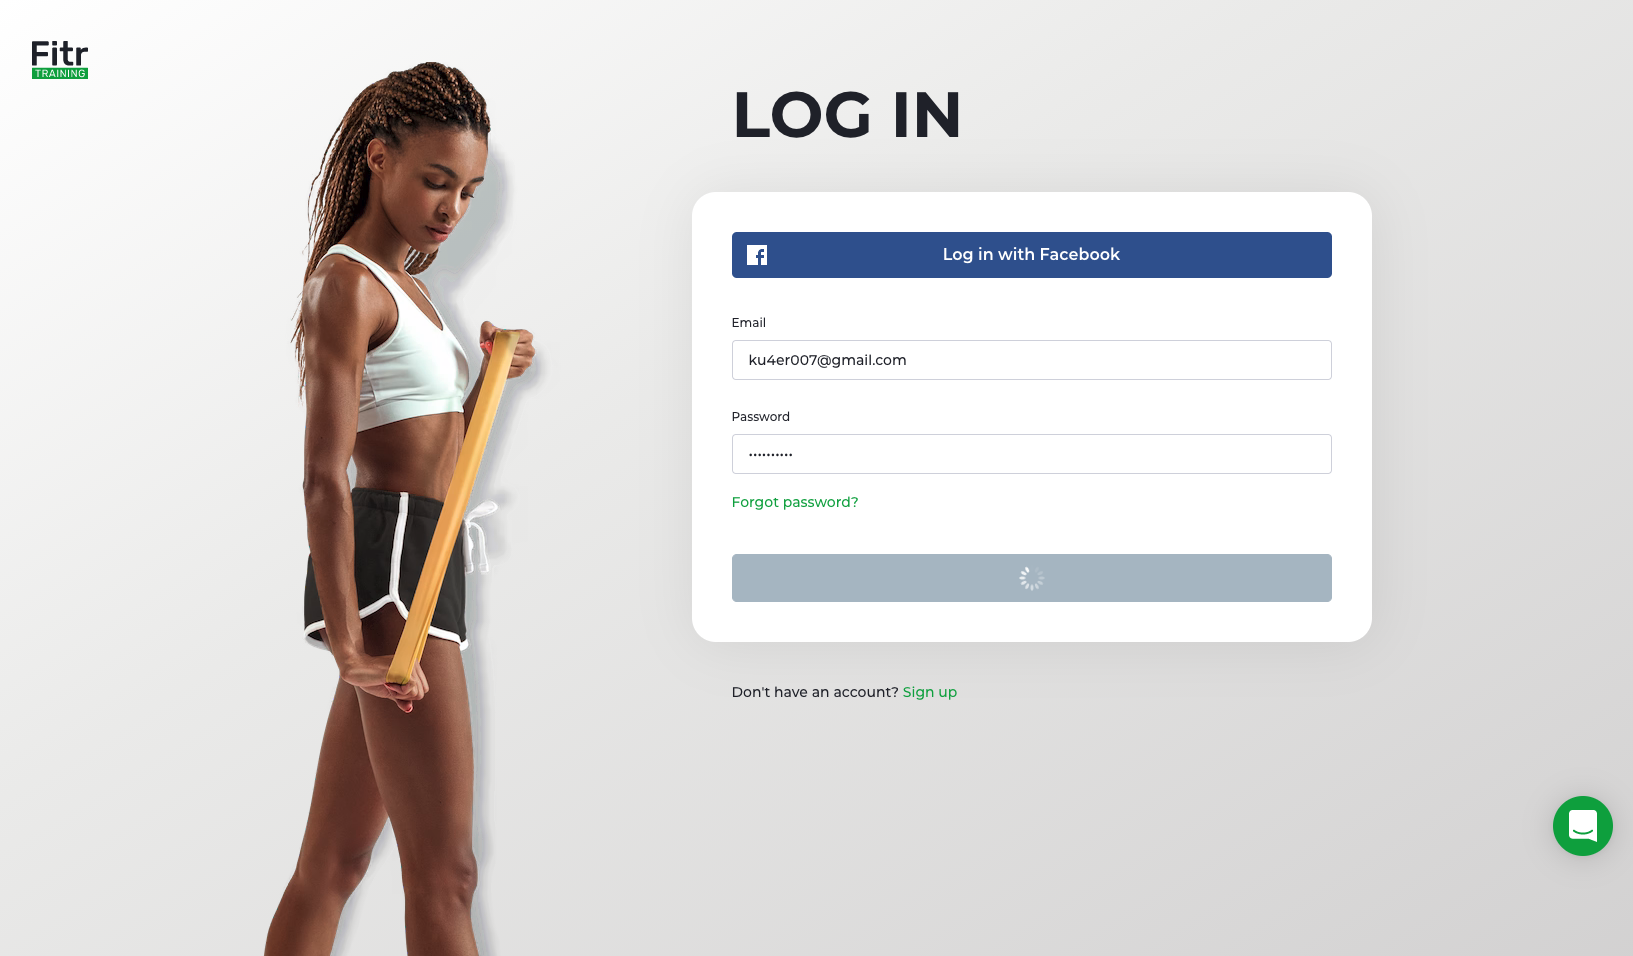 Fitr
TRAINING
LOG IN
Log in with Facebook
Email
ku4er007@gmail.com
Password
••••••••••
Forgot password?
Don't have an account? Sign up